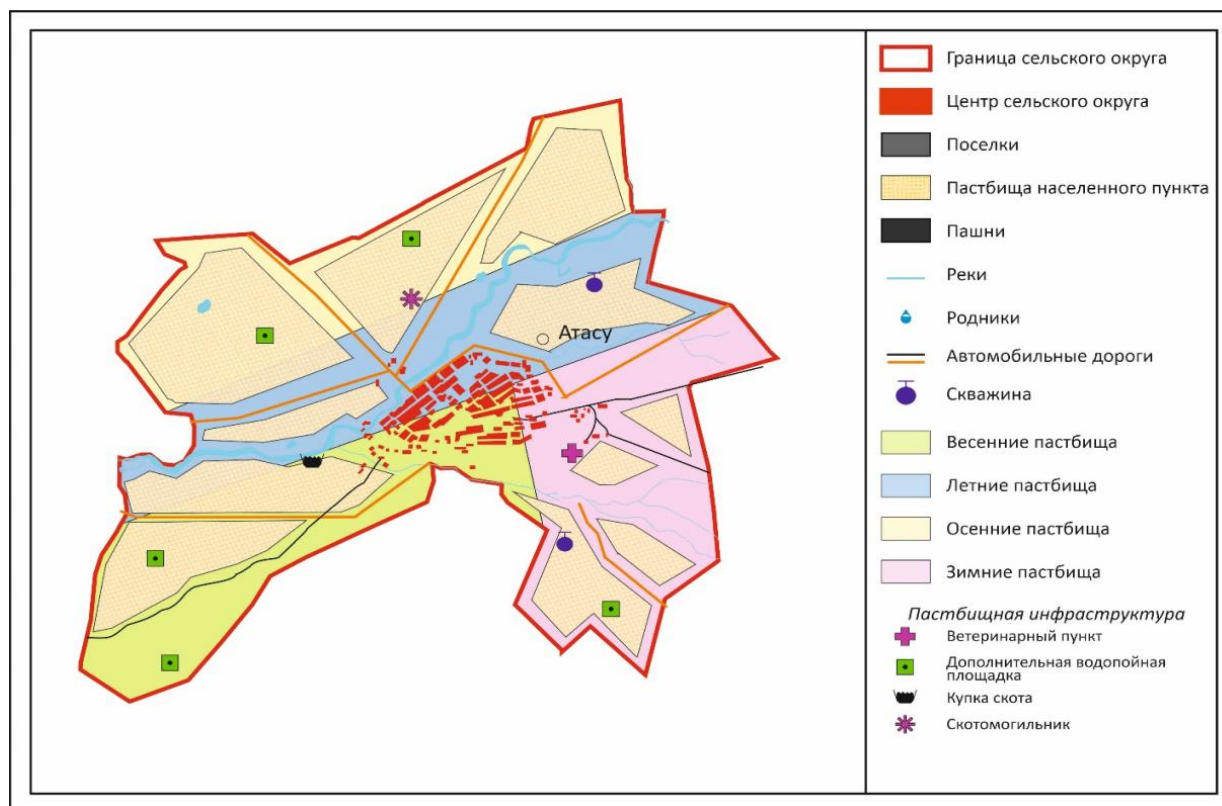 Атасу
Граница сельского округа
Центр сельского округа
Поселки
Пастбища населенного пункта
Пашни
Реки
Родники
Автомобильные дороги
Скважина
Весенние пастбища
Летние пастбища
Осенние пастбища
Зимние пастбища
Пастбищная инфраструктура
Ветеринарный пункт
Дополнительная водопойная
площадка
Купка скота
Скотомогильник